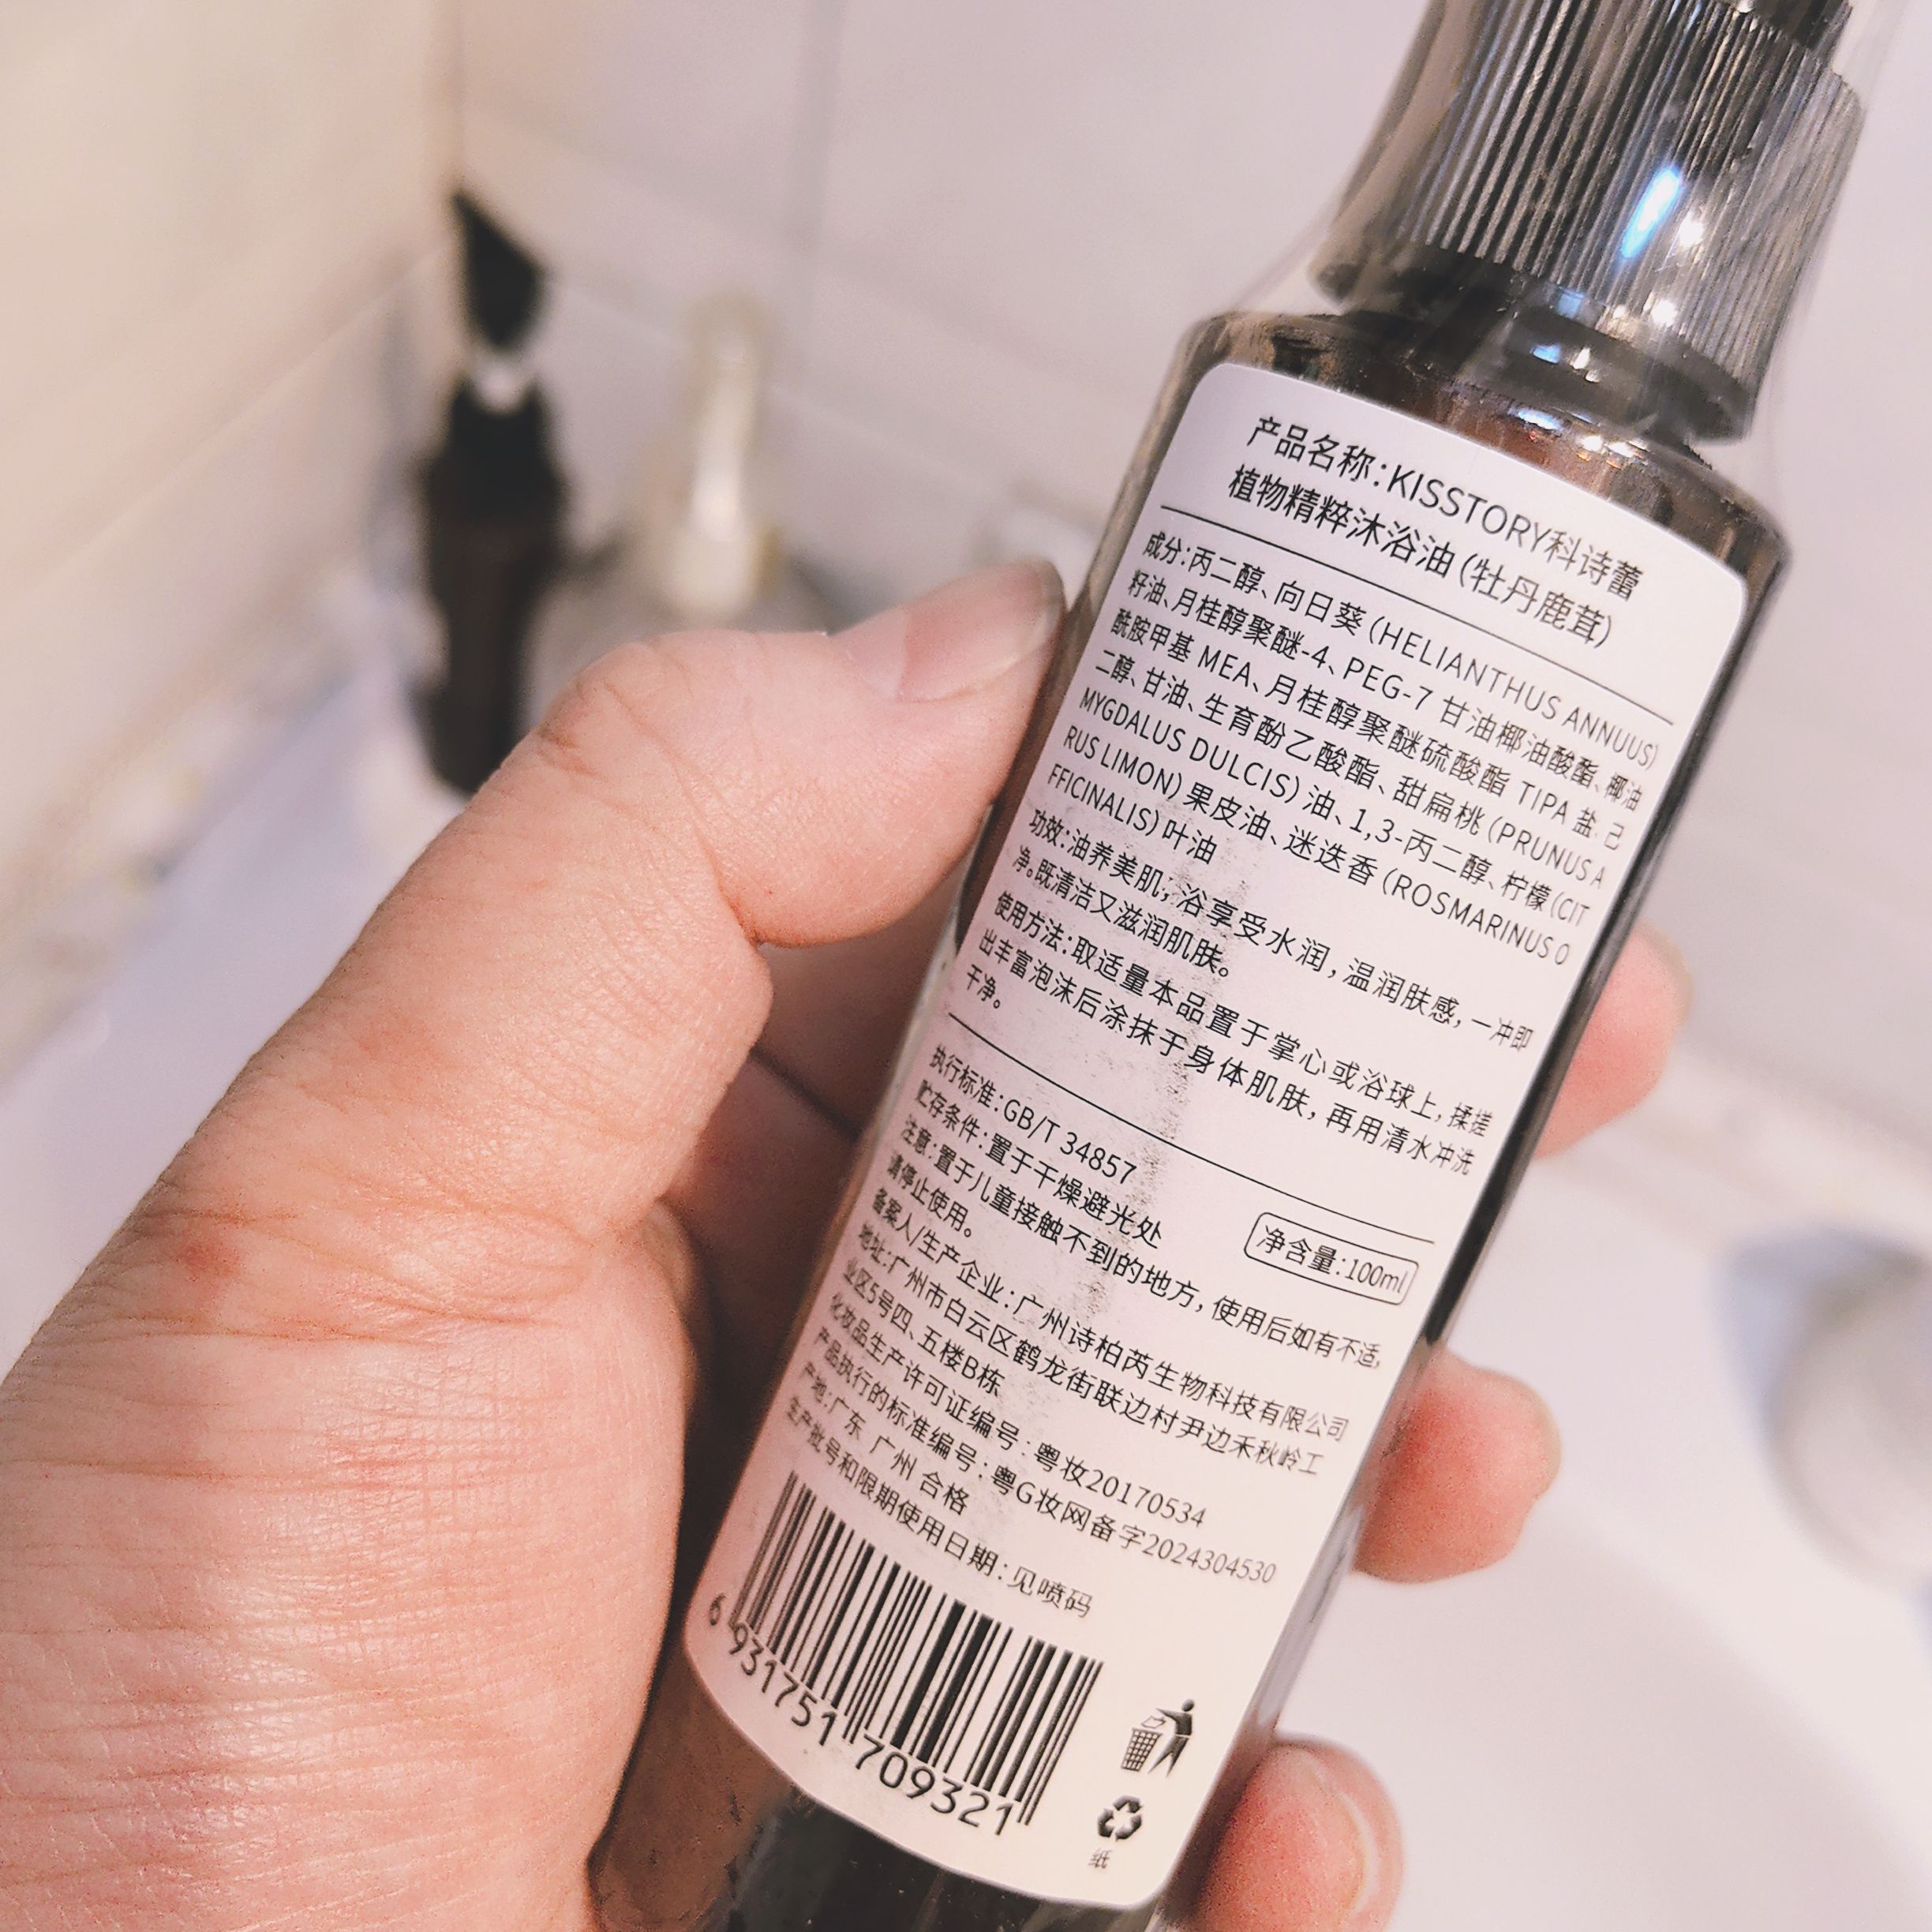 产品名称:KISSTORY科诗蕾
植物精粹沐浴油(牡丹鹿茸)
成分:丙二醇、向日葵(HELIANTHUS ANNUUS)
籽油、月桂醇聚醚-4、PEG-7 甘油椰油酸酯、椰油
酰胺甲基 MEA、月桂醇聚醚硫酸酯 TIPA 盐、己
二醇、甘油、生育酚乙酸酯、甜扁桃(PRUNUS A
MYGDALUS DULCIS)油、1,3-丙二醇、柠檬(CIT
RUS LIMON)果皮油、迷迭香(ROSMARINUS O
FFICINALIS)叶油
功效:油养美肌,浴享受水润,温润肤感,一冲即
净。既清洁又滋润肌肤。
使用方法:取适量本品置于掌心或浴球上,揉搓
出丰富泡沫后涂抹于身体肌肤,再用清水冲洗
干净。
执行标准:GB/T 34857
贮存条件:置于干燥避光处
净含量:100ml
注意:置于儿童接触不到的地方,使用后如有不适,
请停止使用。
备案人/生产企业:广州诗柏芮生物科技有限公司
地址:广州市白云区鹤龙街联边村尹边禾秋岭工
业区5号四、五楼B栋
化妆品生产许可证编号:粤妆20170534
产品执行的标准编号:粤G妆网备字2024304530
产地:广东 广州 合格
生产批号和限期使用日期:见喷码
6 931751 709321
纸